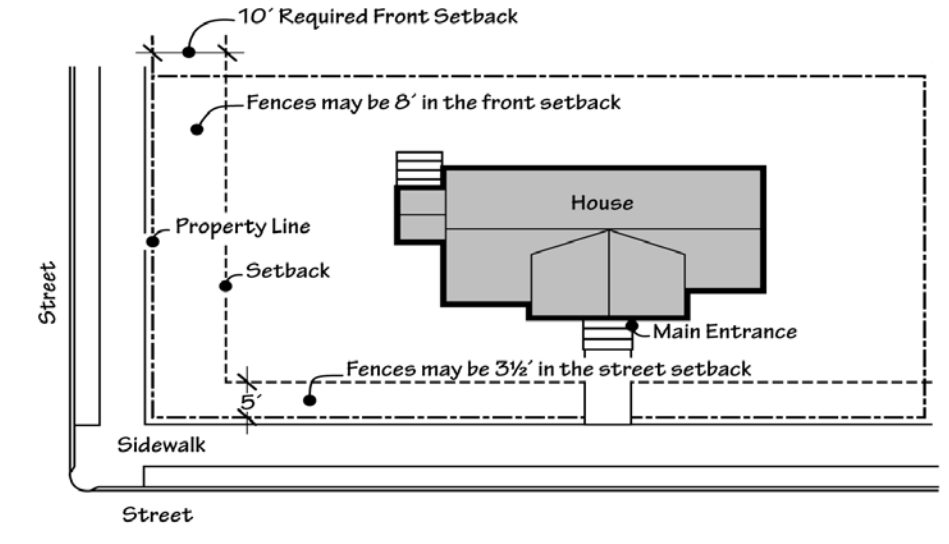 10´ Required Front Setback
Fences may be 8´ in the front setback
House
Property Line
Setback
Street
Main Entrance
Fences may be 3½´ in the street setback
5´
Sidewalk
Street